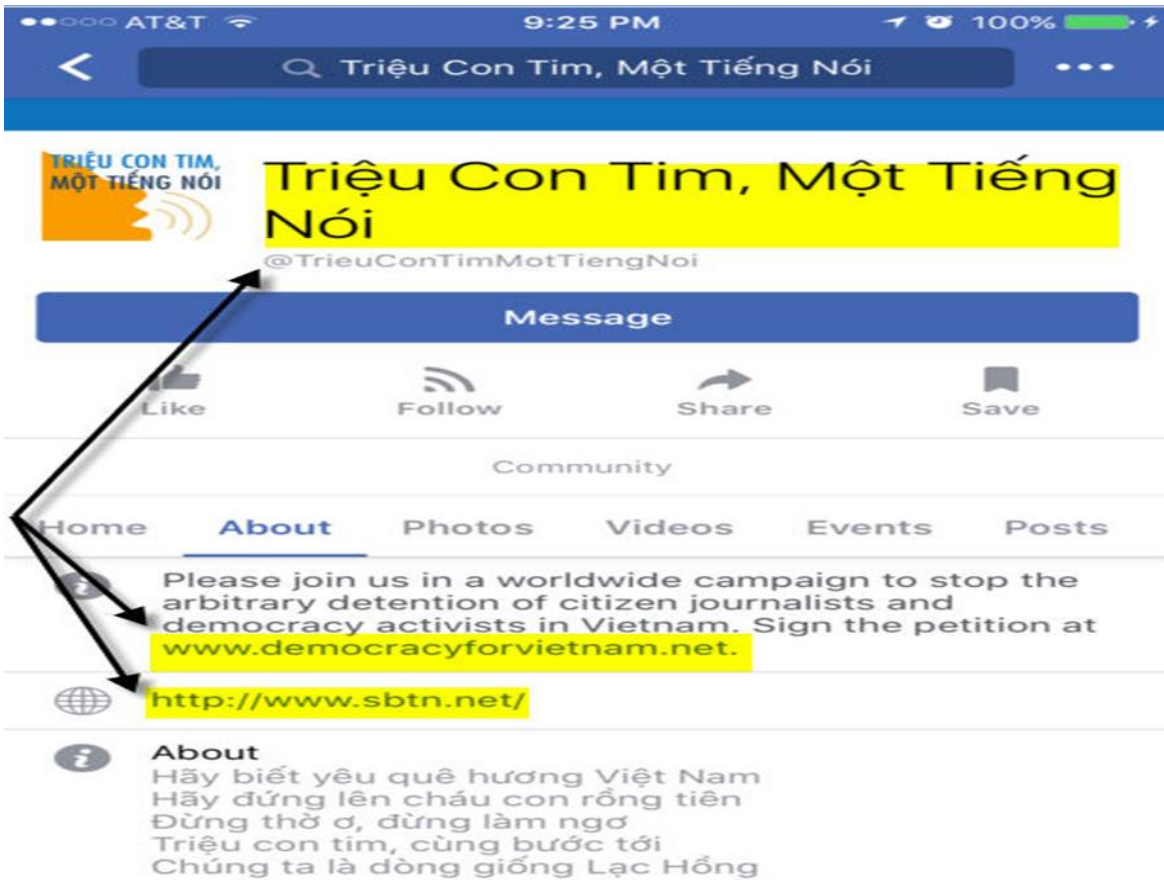 AT&T 9:25 PM 100%
Triệu Con Tim, Một Tiếng Nói
TRIỆU CON TIM,
MỘT TIẾNG NÓI
Triệu Con Tim, Một Tiếng
Nói
@TrieuConTimMotTiengNoi
Message
Like Follow Share Save
Community
Home About Photos Videos Events Posts
Please join us in a worldwide campaign to stop the
arbitrary detention of citizen journalists and
democracy activists in Vietnam. Sign the petition at
www.democracyforvietnam.net.
http://www.sbtn.net/
About
Hãy biết yêu quê hương Việt Nam
Hãy đứng lên cháu con rồng tiên
Đừng thờ ơ, đừng làm ngơ
Triệu con tim, cùng bước tới
Chúng ta là dòng giống Lạc Hồng